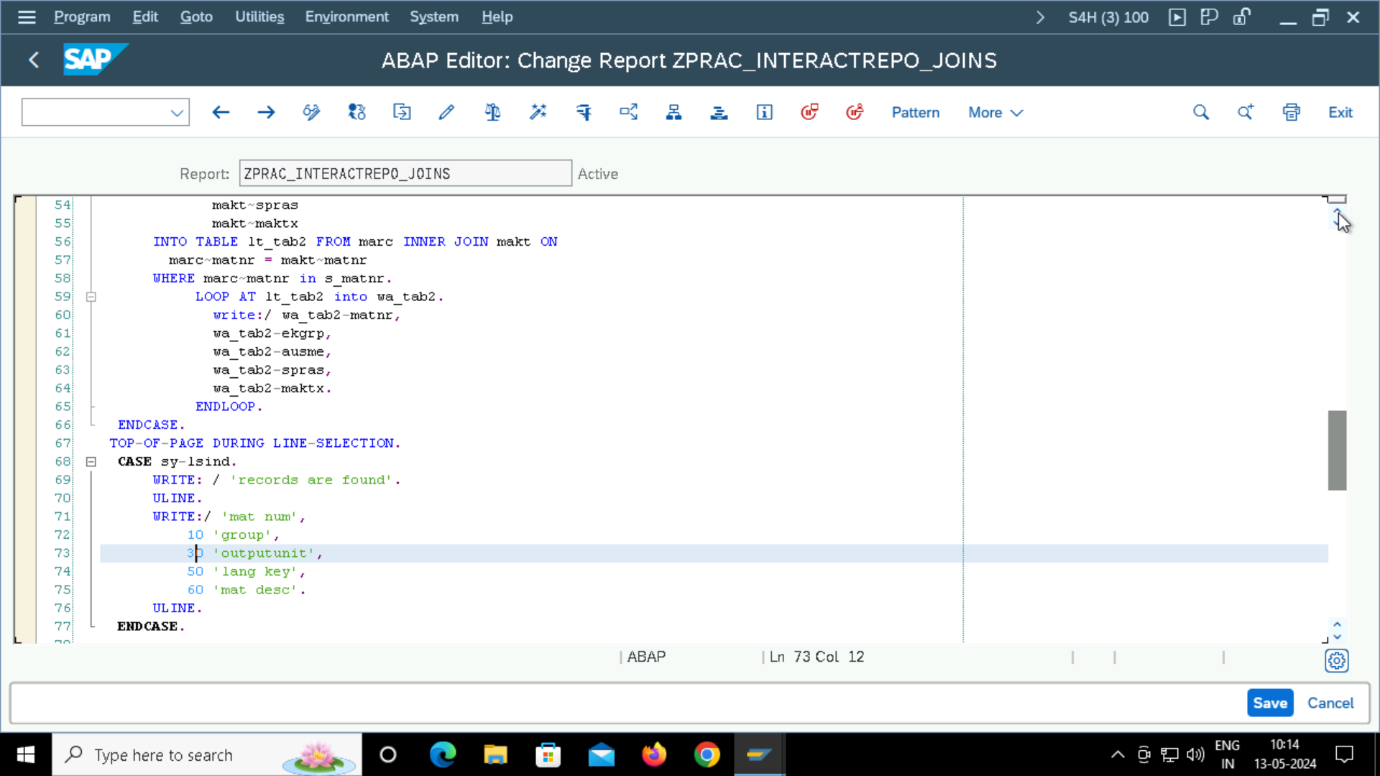 Program Edit Goto Utilities Environment System Help S4H (3) 100
SAP ABAP Editor: Change Report ZPRAC_INTERACTREPO_JOINS
Pattern More Exit
Report: ZPRAC_INTERACTREPO_JOINS Active
54 makt~spras
55 makt~maktx
56 INTO TABLE lt_tab2 FROM marc INNER JOIN makt ON
57 marc~matnr = makt~matnr
58 WHERE marc~matnr in s_matnr.
59 LOOP AT lt_tab2 into wa_tab2.
60 write:/ wa_tab2-matnr,
61 wa_tab2-ekgrp,
62 wa_tab2-ausme,
63 wa_tab2-spras,
64 wa_tab2-maktx.
65 ENDLOOP.
66 ENDCASE.
67 TOP-OF-PAGE DURING LINE-SELECTION.
68 CASE sy-lsind.
69 WRITE: / 'records are found'.
70 ULINE.
71 WRITE:/ 'mat num',
72 10 'group',
73 30 'outputunit',
74 50 'lang key',
75 60 'mat desc'.
76 ULINE.
77 ENDCASE.
ABAP Ln 73 Col 12
Save Cancel
Type here to search ENG IN 10:14 13-05-2024